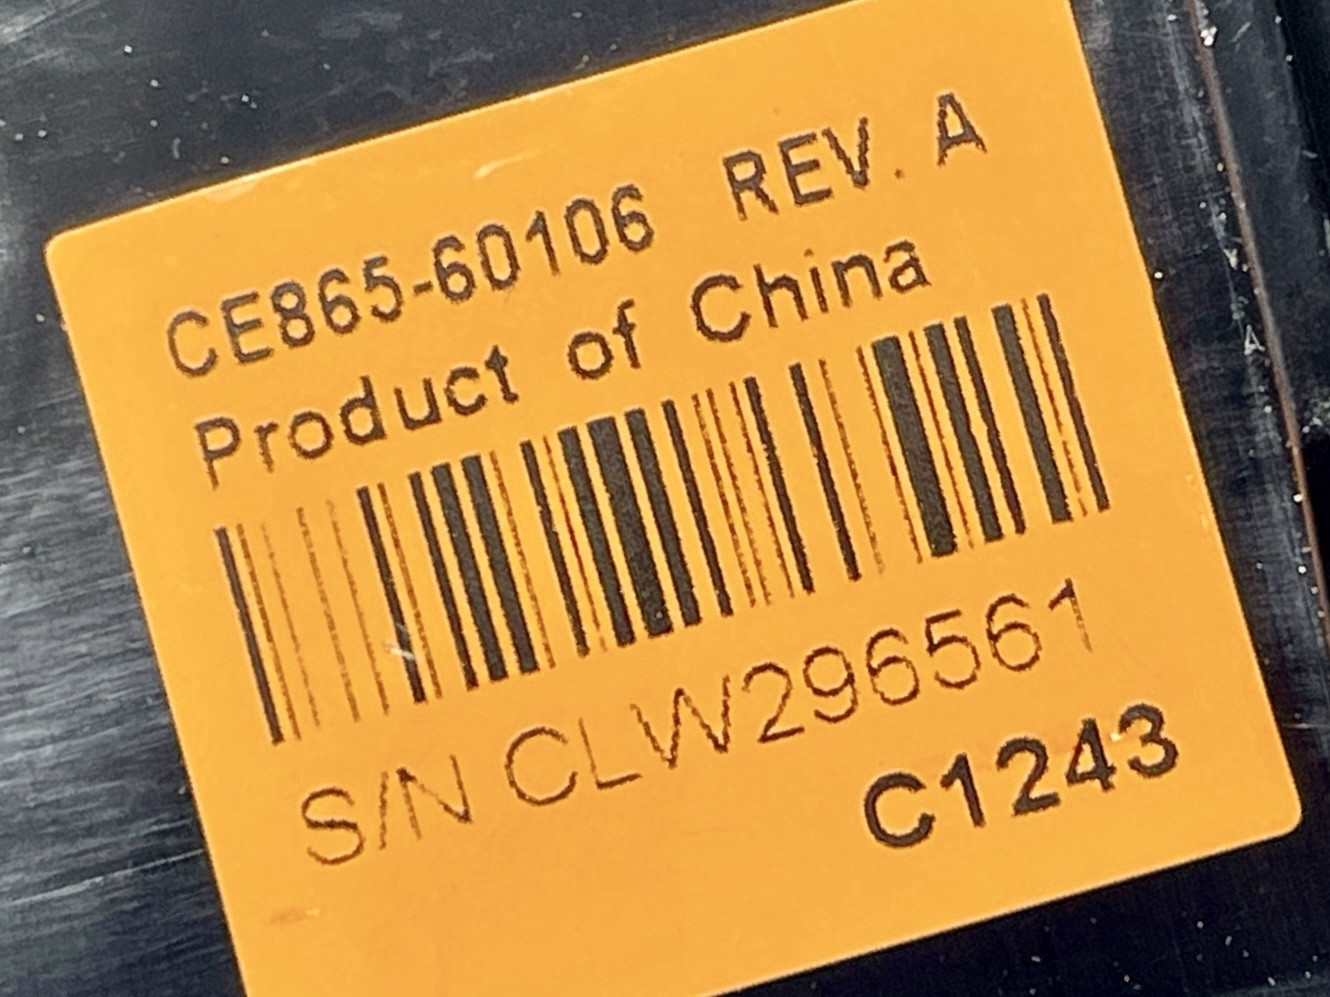 CE865-60106 REV. A
Product of China
S/N CLW296561
C1243